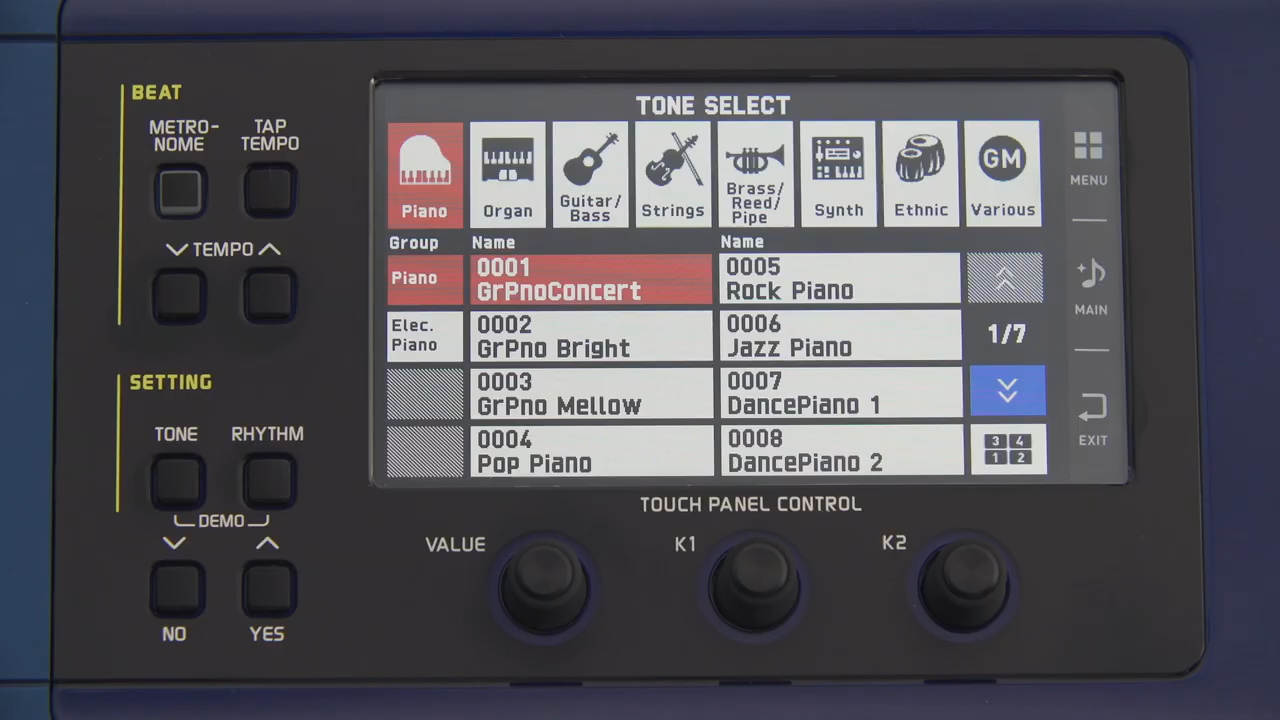 BEAT
METRO-
NOME
TAP
TEMPO
TEMPO
SETTING
TONE
RHYTHM
DEMO
NO
YES
TONE SELECT
Piano
Organ
Guitar/
Bass
Strings
Brass/
Reed/
Pipe
Synth
Ethnic
GM
Various
Group
Name
Name
Piano
0001
GrPnoConcert
0005
Rock Piano
Elec.
Piano
0002
GrPno Bright
0006
Jazz Piano
1/7
0003
GrPno Mellow
0007
DancePiano 1
0004
Pop Piano
0008
DancePiano 2
3 4
1 2
MENU
MAIN
EXIT
TOUCH PANEL CONTROL
VALUE
K1
K2